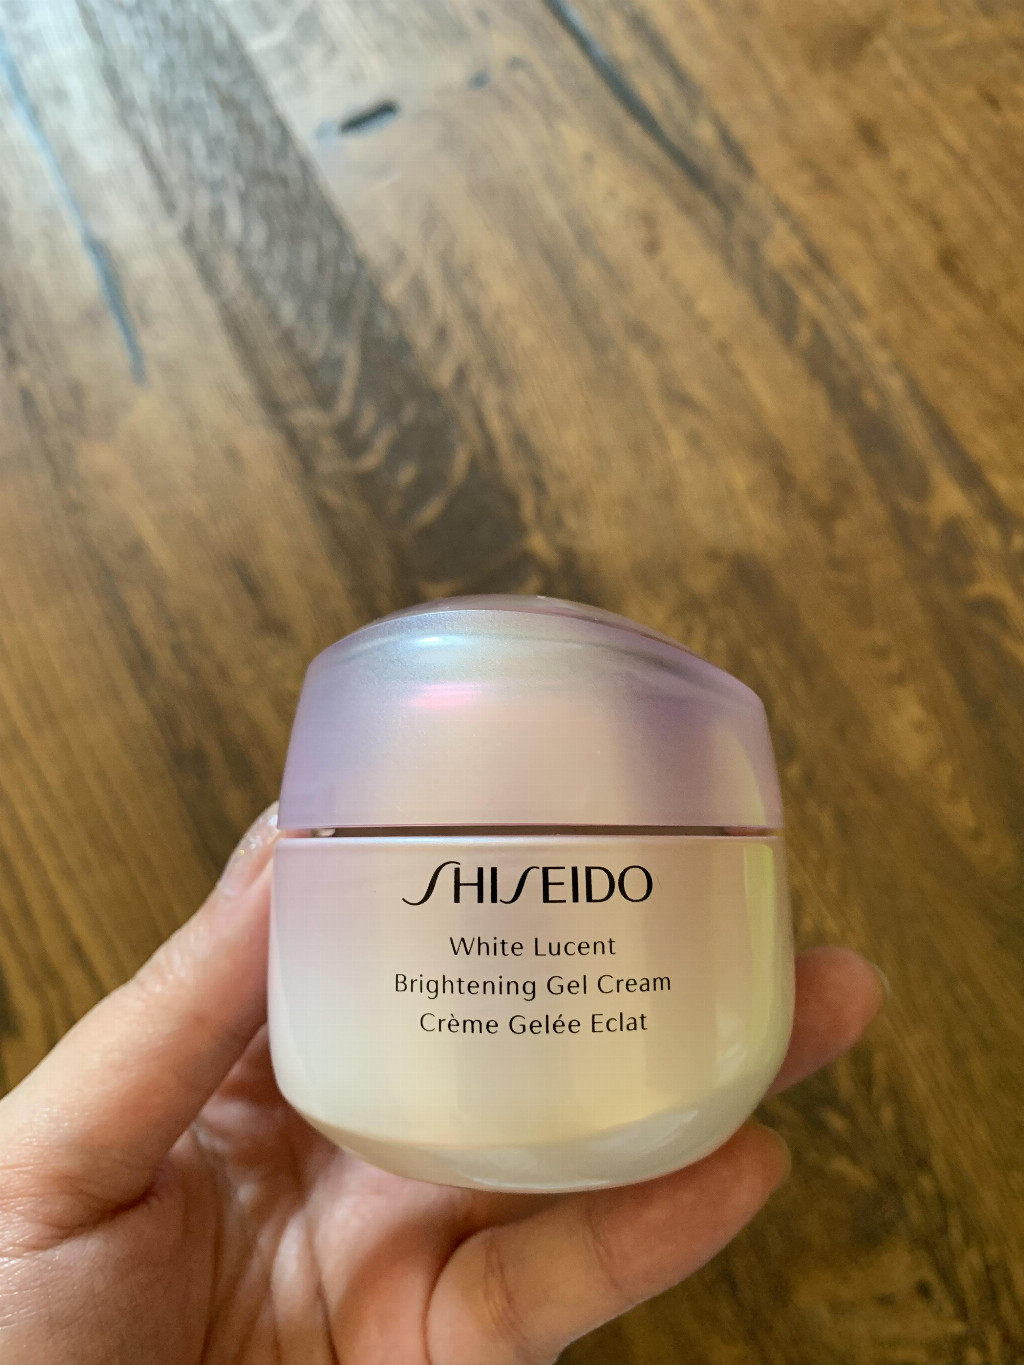 SHISEIDO
White Lucent
Brightening Gel Cream
Crème Gelée Eclat